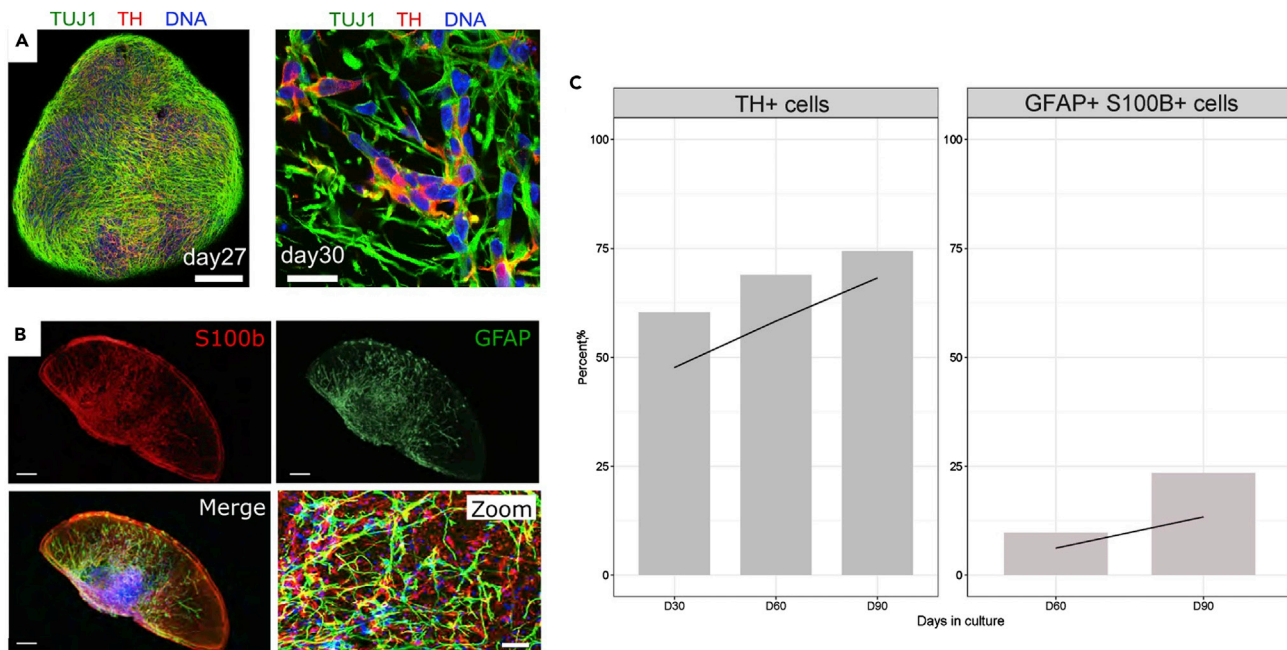 A
TUJ1 TH DNA
day27
TUJ1 TH DNA
day30
B
S100b
GFAP
Merge
Zoom
C
TH+ cells
GFAP+ S100B+ cells
Percent%
100
75
50
25
0
D30 D60 D90
100
75
50
25
0
D60 D90
Days in culture